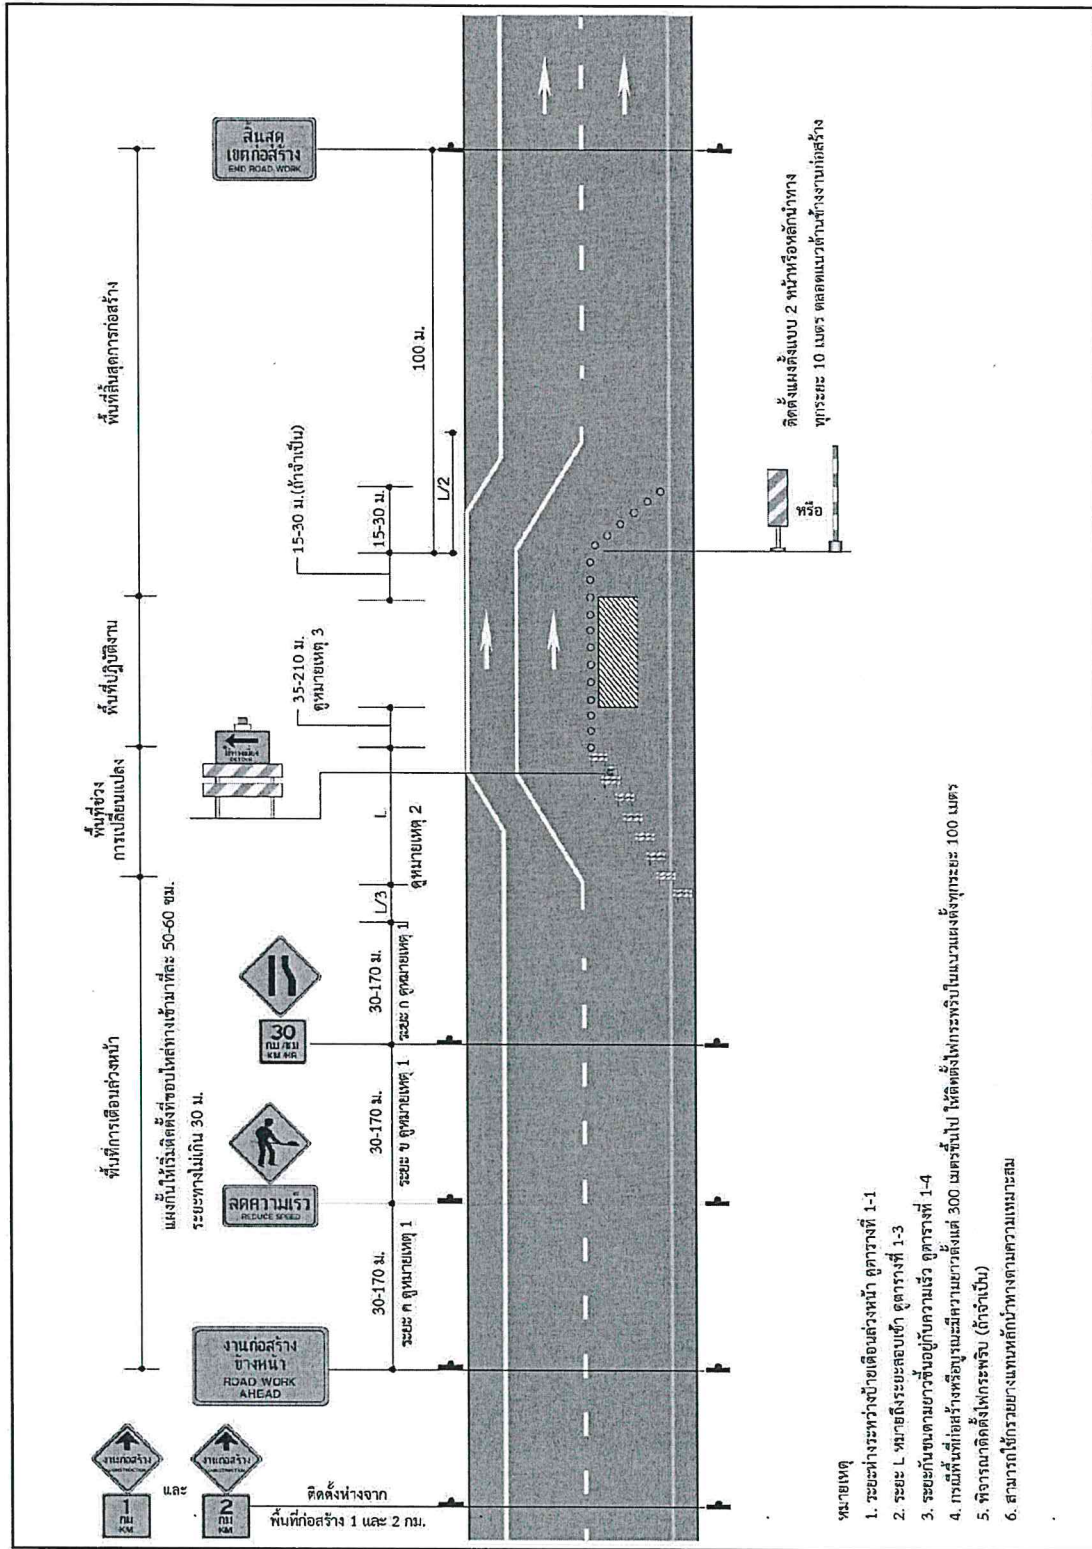 พื้นที่การเตือนล่วงหน้า
พื้นที่ช่วง
การเปลี่ยนแปลง
พื้นที่ปฏิบัติงาน
พื้นที่สิ้นสุดการก่อสร้าง
แผงกั้นให้เริ่มติดตั้งที่ขอบไหล่ทางเข้ามาที่ละ 50-60 ซม.
ระยะทางไม่เกิน 30 ม.
งานก่อสร้าง
CONSTRUCTION
1
กม
KM
และ
งานก่อสร้าง
CONSTRUCTION
2
กม
KM
ติดตั้งห่างจาก
พื้นที่ก่อสร้าง 1 และ 2 กม.
งานก่อสร้าง
ข้างหน้า
ROAD WORK
AHEAD
30-170 ม.
ระยะ ก ดูหมายเหตุ 1
ลดความเร็ว
REDUCE SPEED
30-170 ม.
ระยะ ข ดูหมายเหตุ 1
30
กม/ชม
KM/HR
30-170 ม.
ระยะ ก ดูหมายเหตุ 1
L/3
L
ดูหมายเหตุ 2
35-210 ม.
ดูหมายเหตุ 3
15-30 ม.(ถ้าจำเป็น)
15-30 ม.
L/2
100 ม.
สิ้นสุด
เขตก่อสร้าง
END ROAD WORK
หรือ
ติดตั้งแผงตั้งแบบ 2 หน้าหรือหลักนำทาง
ทุกระยะ 10 เมตร ตลอดแนวด้านข้างงานก่อสร้าง
หมายเหตุ
1. ระยะห่างระหว่างป้ายเตือนล่วงหน้า ดูตารางที่ 1-1
2. ระยะ L หมายถึงระยะสอบเข้า ดูตารางที่ 1-3
3. ระยะกันชนตามยาวขึ้นอยู่กับความเร็ว ดูตารางที่ 1-4
4. กรณีพื้นที่ก่อสร้างหรือบูรณะมีความยาวตั้งแต่ 300 เมตรขึ้นไป ให้ติดตั้งไฟกระพริบในแนวแผงตั้งทุกระยะ 100 เมตร
5. พิจารณาติดตั้งไฟกระพริบ (ถ้าจำเป็น)
6. สามารถใช้กรวยยางแทนหลักนำทางตามความเหมาะสม